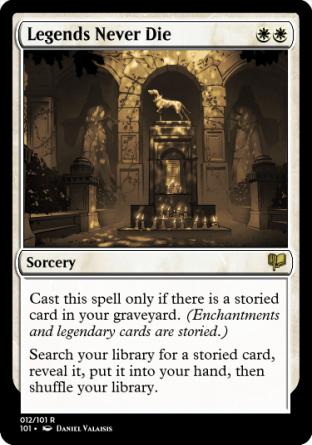 Legends Never Die
Sorcery
Cast this spell only if there is a storied
card in your graveyard. (Enchantments
and legendary cards are storied.)
Search your library for a storied card,
reveal it, put it into your hand, then
shuffle your library.
012/101 R
101 • Daniel Valaisis